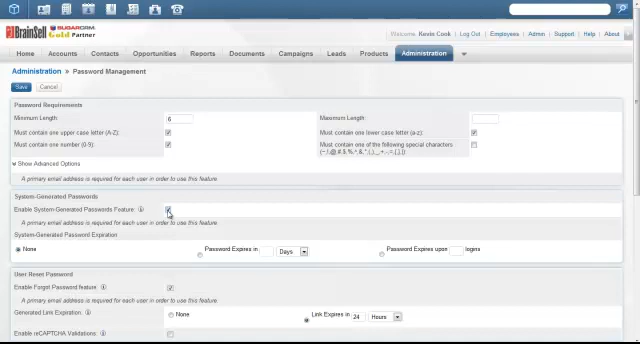 BrainSell SUGARCRM
Gold Partner
Welcome Kevin Cook | Log Out | Employees | Admin | Support | Help | About
Home Accounts Contacts Opportunities Reports Documents Campaigns Leads Products Administration
Administration » Password Management
Save Cancel
Password Requirements
Minimum Length: 6 Maximum Length:
Must contain one upper case letter (A-Z): Must contain one lower case letter (a-z):
Must contain one number (0-9): Must contain one of the following special characters
Show Advanced Options
A primary email address is required for each user in order to use this feature.
System-Generated Passwords
Enable System-Generated Passwords Feature:
A primary email address is required for each user in order to use this feature.
System-Generated Password Expiration
None Password Expires in Days Password Expires upon logins
User Reset Password
Enable Forgot Password feature:
A primary email address is required for each user in order to use this feature.
Generated Link Expiration: None Link Expires in 24 Hours
Enable reCAPTCHA Validations: